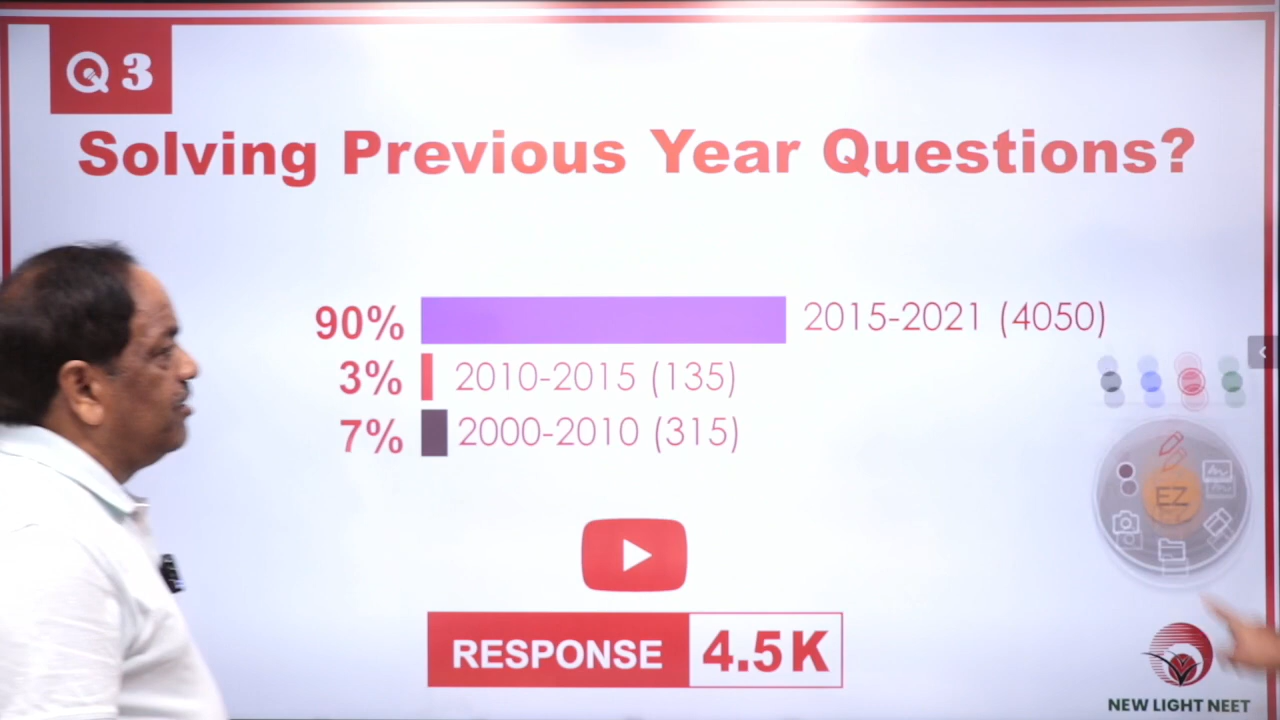 Q 3
Solving Previous Year Questions?
90% 2015-2021 (4050)
3% 2010-2015 (135)
7% 2000-2010 (315)
EZ
RESPONSE 4.5K
NEW LIGHT NEET